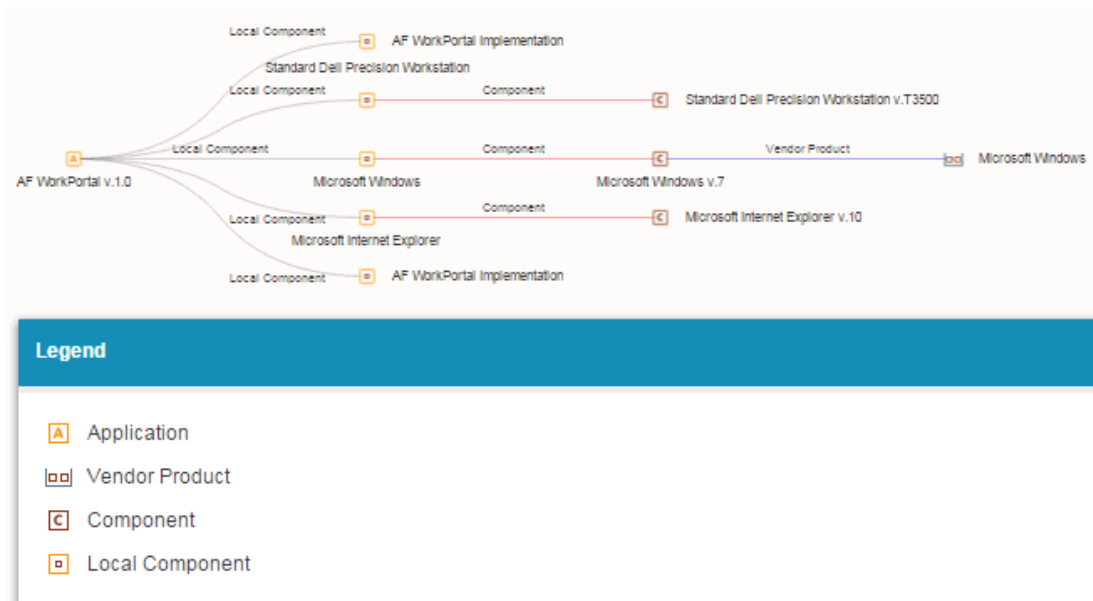 Local Component
AF WorkPortal Implementation
Standard Dell Precision Workstation
Local Component
Component
Standard Dell Precision Workstation v.T3500
Local Component
Component
Vendor Product
Microsoft Windows
AF WorkPortal v.1.0
Microsoft Windows
Microsoft Windows v.7
Local Component
Component
Microsoft Internet Explorer v.10
Microsoft Internet Explorer
Local Component
AF WorkPortal Implementation
Legend
A Application
Vendor Product
C Component
Local Component